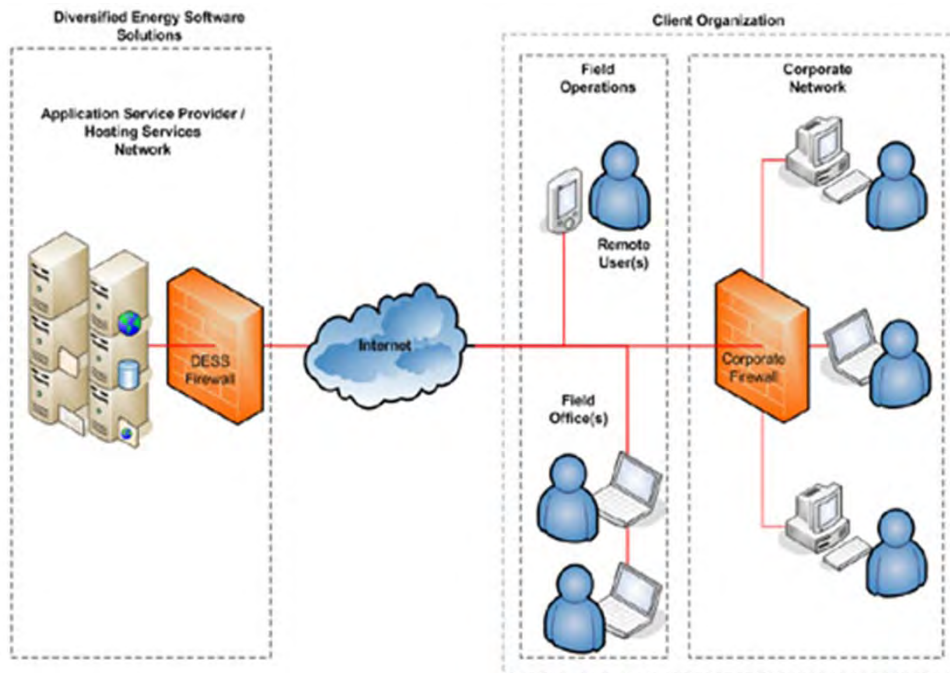 Diversified Energy Software
Solutions
Application Service Provider /
Hosting Services
Network
DESS
Firewall
Internet
Client Organization
Field
Operations
Remote
User(s)
Field
Office(s)
Corporate
Network
Corporate
Firewall